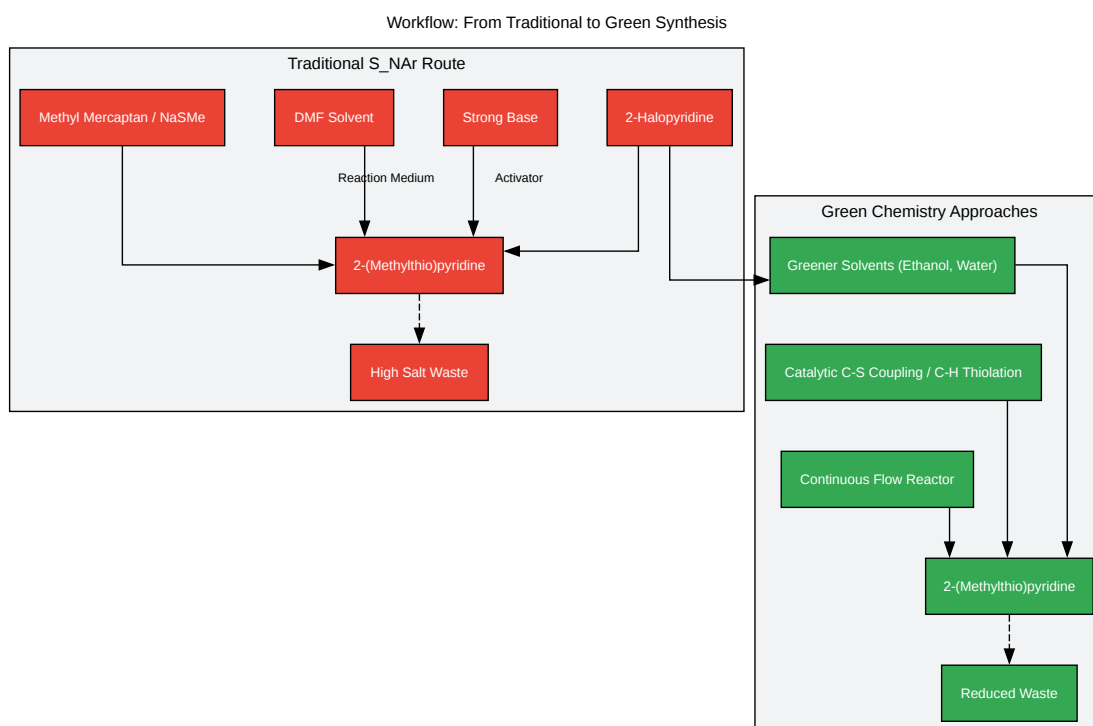 Workflow: From Traditional to Green Synthesis
Traditional S_NAr Route
Methyl Mercaptan / NaSMe
DMF Solvent
Strong Base
2-Halopyridine
Reaction Medium
Activator
2-(Methylthio)pyridine
High Salt Waste
Green Chemistry Approaches
Greener Solvents (Ethanol, Water)
Catalytic C-S Coupling / C-H Thiolation
Continuous Flow Reactor
2-(Methylthio)pyridine
Reduced Waste